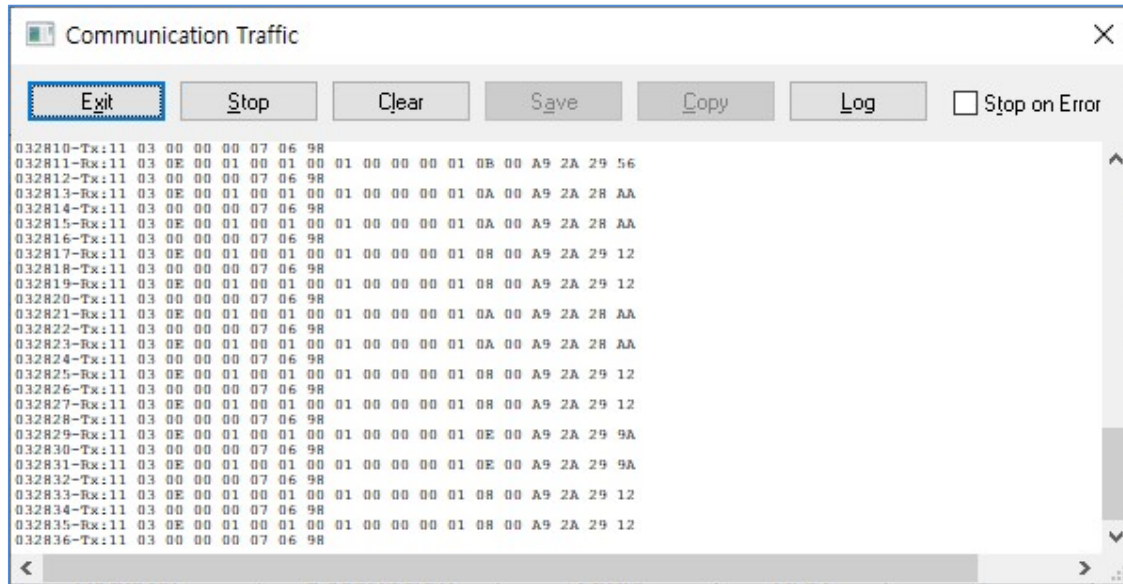 Communication Traffic
Exit Stop Clear Save Copy Log Stop on Error
032810-Tx:11 03 00 00 00 07 06 98
032811-Rx:11 03 0E 00 01 00 01 00 01 00 00 00 01 0B 00 A9 2A 29 56
032812-Tx:11 03 00 00 00 07 06 98
032813-Rx:11 03 0E 00 01 00 01 00 01 00 00 00 01 0A 00 A9 2A 28 AA
032814-Tx:11 03 00 00 00 07 06 98
032815-Rx:11 03 0E 00 01 00 01 00 01 00 00 00 01 0A 00 A9 2A 28 AA
032816-Tx:11 03 00 00 00 07 06 98
032817-Rx:11 03 0E 00 01 00 01 00 01 00 00 00 01 08 00 A9 2A 29 12
032818-Tx:11 03 00 00 00 07 06 98
032819-Rx:11 03 0E 00 01 00 01 00 01 00 00 00 01 08 00 A9 2A 29 12
032820-Tx:11 03 00 00 00 07 06 98
032821-Rx:11 03 0E 00 01 00 01 00 01 00 00 00 01 0A 00 A9 2A 28 AA
032822-Tx:11 03 00 00 00 07 06 98
032823-Rx:11 03 0E 00 01 00 01 00 01 00 00 00 01 0A 00 A9 2A 28 AA
032824-Tx:11 03 00 00 00 07 06 98
032825-Rx:11 03 0E 00 01 00 01 00 01 00 00 00 01 08 00 A9 2A 29 12
032826-Tx:11 03 00 00 00 07 06 98
032827-Rx:11 03 0E 00 01 00 01 00 01 00 00 00 01 08 00 A9 2A 29 12
032828-Tx:11 03 00 00 00 07 06 98
032829-Rx:11 03 0E 00 01 00 01 00 01 00 00 00 01 0E 00 A9 2A 29 9A
032830-Tx:11 03 00 00 00 07 06 98
032831-Rx:11 03 0E 00 01 00 01 00 01 00 00 00 01 0E 00 A9 2A 29 9A
032832-Tx:11 03 00 00 00 07 06 98
032833-Rx:11 03 0E 00 01 00 01 00 01 00 00 00 01 08 00 A9 2A 29 12
032834-Tx:11 03 00 00 00 07 06 98
032835-Rx:11 03 0E 00 01 00 01 00 01 00 00 00 01 08 00 A9 2A 29 12
032836-Tx:11 03 00 00 00 07 06 98